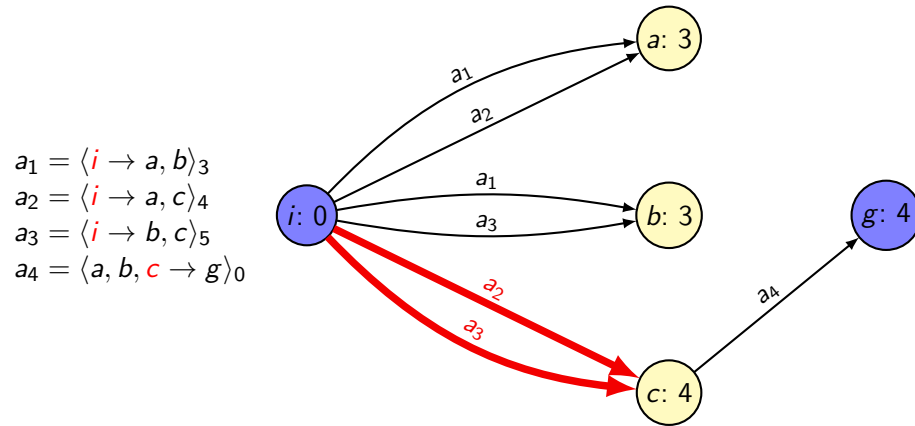 a₁ = ⟨i → a, b⟩₃
a₂ = ⟨i → a, c⟩₄
a₃ = ⟨i → b, c⟩₅
a₄ = ⟨a, b, c → g⟩₀
a: 3
a₁
a₂
i: 0
a₁
a₃
b: 3
g: 4
a₂
a₃
a₄
c: 4